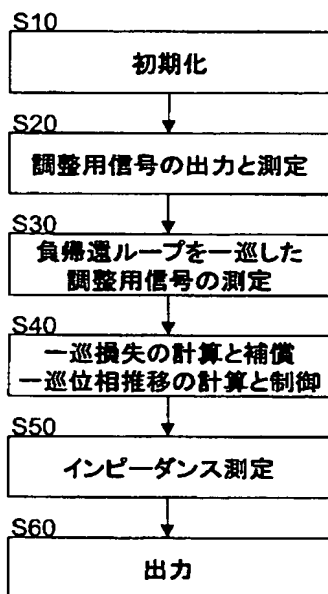 S10
初期化
S20
調整用信号の出力と測定
S30
負帰還ループを一巡した
調整用信号の測定
S40
一巡損失の計算と補償
一巡位相推移の計算と制御
S50
インピーダンス測定
S60
出力